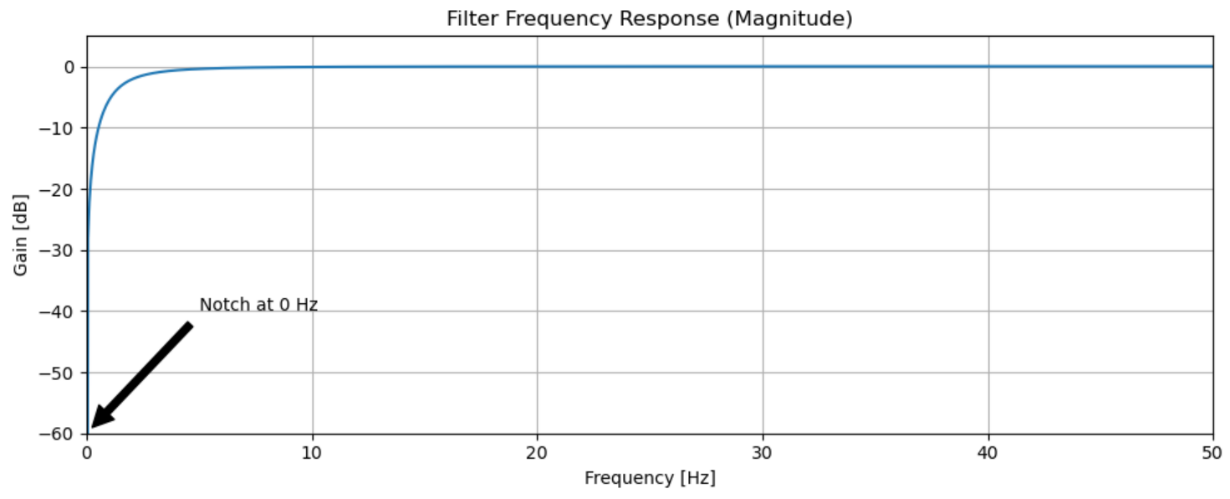 Filter Frequency Response (Magnitude)
Gain [dB]
0
−10
−20
−30
−40
−50
−60
Notch at 0 Hz
0 10 20 30 40 50
Frequency [Hz]